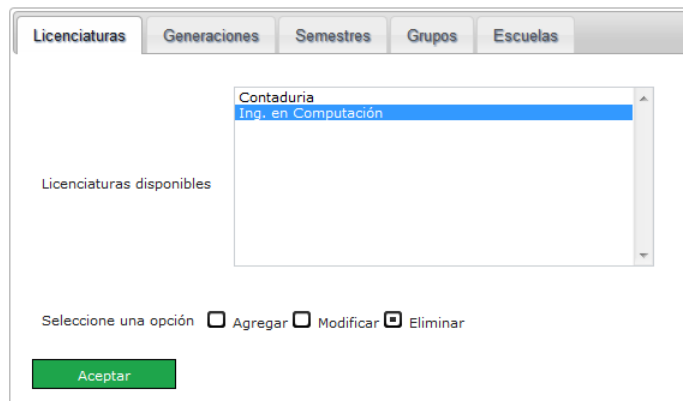 Licenciaturas Generaciones Semestres Grupos Escuelas
Contaduria
Ing. en Computación
Licenciaturas disponibles
Seleccione una opción Agregar Modificar Eliminar
Aceptar